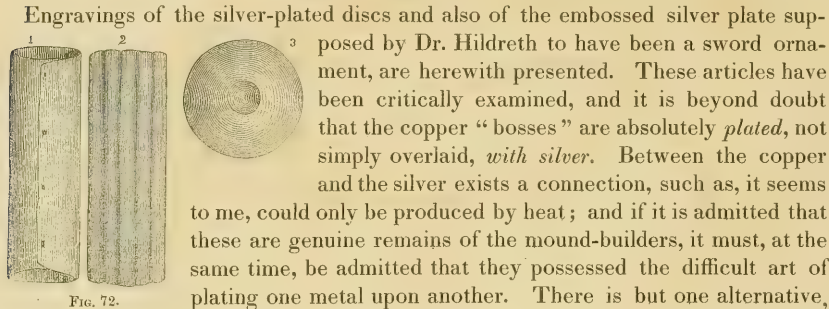 Engravings of the silver-plated discs and also of the embossed silver plate sup-
1 2 3
posed by Dr. Hildreth to have been a sword orna-
ment, are herewith presented. These articles have
been critically examined, and it is beyond doubt
that the copper “ bosses ” are absolutely plated, not
simply overlaid, with silver. Between the copper
and the silver exists a connection, such as, it seems
to me, could only be produced by heat ; and if it is admitted that
these are genuine remains of the mound-builders, it must, at the
same time, be admitted that they possessed the difficult art of
plating one metal upon another. There is but one alternative,
Fig. 72.